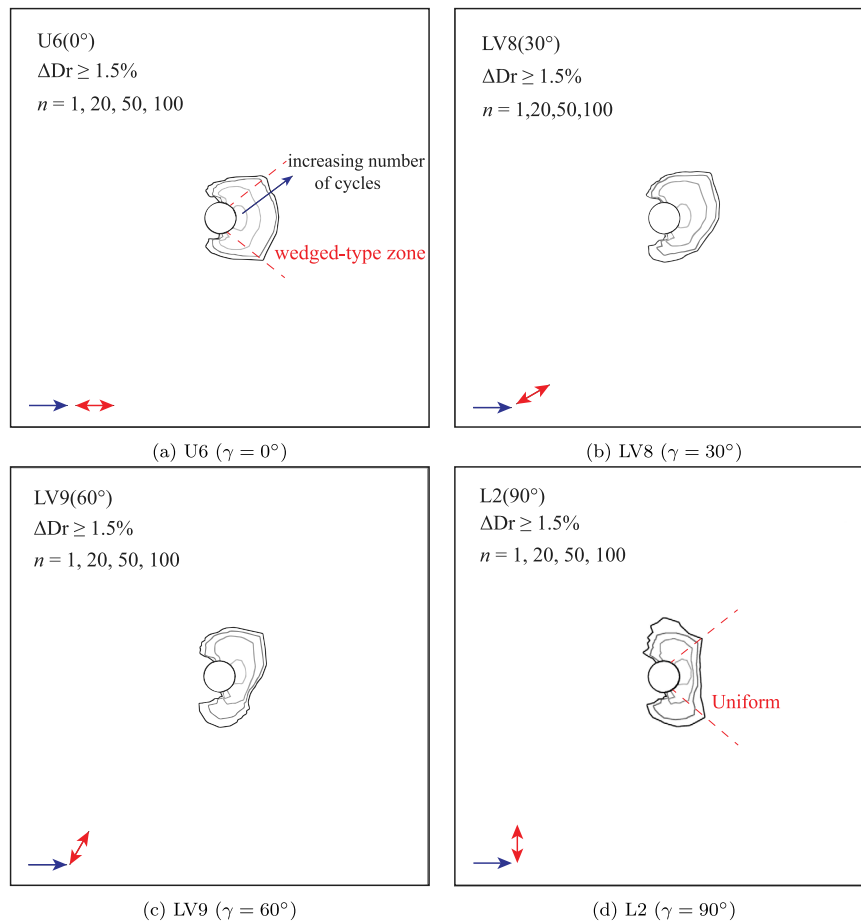 U6(0°)
ΔDr ≥ 1.5%
n = 1, 20, 50, 100
increasing number
of cycles
wedged-type zone
(a) U6 (γ = 0°)
LV8(30°)
ΔDr ≥ 1.5%
n = 1,20,50,100
(b) LV8 (γ = 30°)
LV9(60°)
ΔDr ≥ 1.5%
n = 1, 20, 50, 100
(c) LV9 (γ = 60°)
L2(90°)
ΔDr ≥ 1.5%
n = 1, 20, 50, 100
Uniform
(d) L2 (γ = 90°)